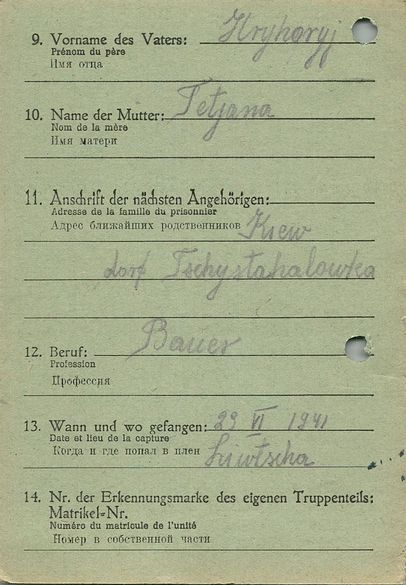 9. Vorname des Vaters: Hryhoryj
Prénom du père
Имя отца
10. Name der Mutter: Tetjana
Nom de la mère
Имя матери
11. Anschrift der nächsten Angehörigen:
Adresse de la famille du prisonnier
Адрес ближайших родственников Kiew
dorf Tschystahalowka
12. Beruf: Bauer
Profession
Профессия
13. Wann und wo gefangen: 29 VI 1941
Date et lieu de la capture
Когда и где попал в плен
14. Nr. der Erkennungsmarke des eigenen Truppenteils:
Matrikel=Nr.
Numéro du matricule de l'unité
Номер в собственной части